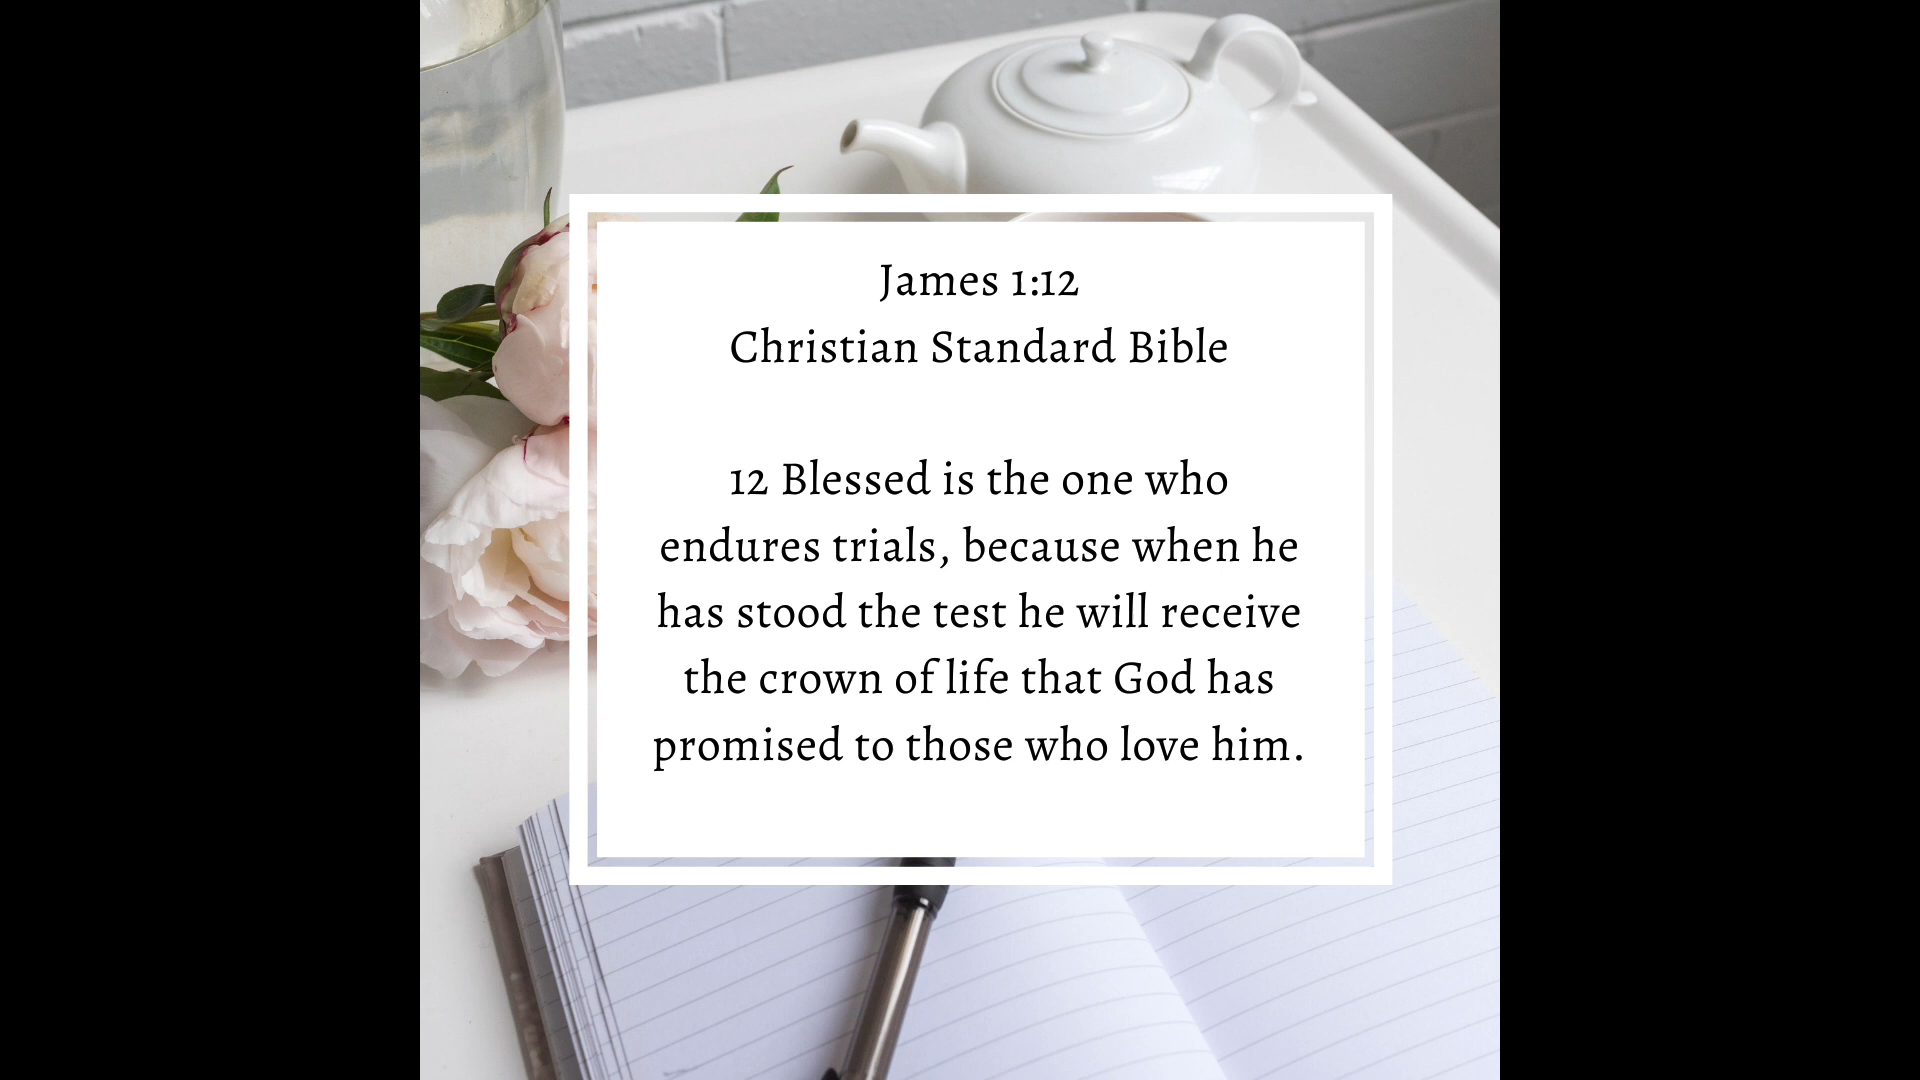 James 1:12
Christian Standard Bible
12 Blessed is the one who
endures trials, because when he
has stood the test he will receive
the crown of life that God has
promised to those who love him.